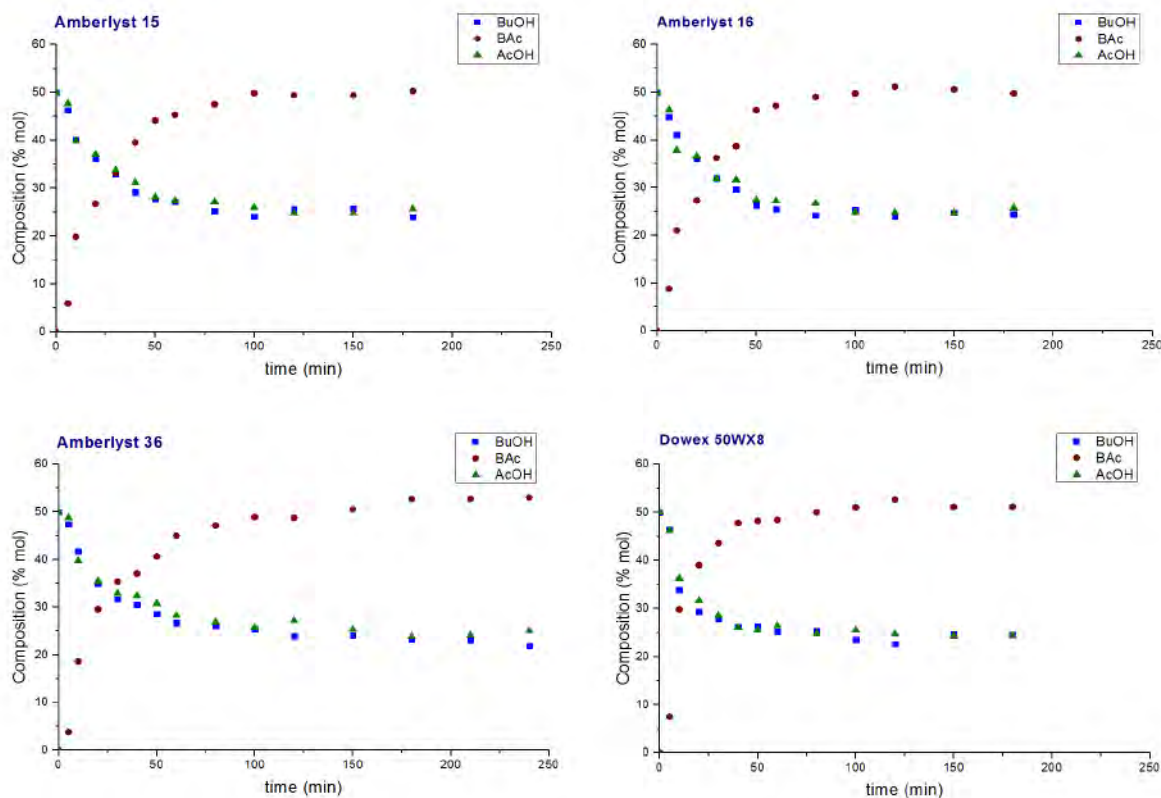 Amberlyst 15
BuOH
BAc
AcOH
60
50
40
30
20
10
0
Composition (% mol)
0 50 100 150 200 250
time (min)
Amberlyst 16
BuOH
BAc
AcOH
60
50
40
30
20
10
0
Composition (% mol)
0 50 100 150 200 250
time (min)
Amberlyst 36
BuOH
BAc
AcOH
60
50
40
30
20
10
0
Composition (% mol)
0 50 100 150 200 250
time (min)
Dowex 50WX8
BuOH
BAc
AcOH
60
50
40
30
20
10
0
Composition (% mol)
0 50 100 150 200 250
time (min)